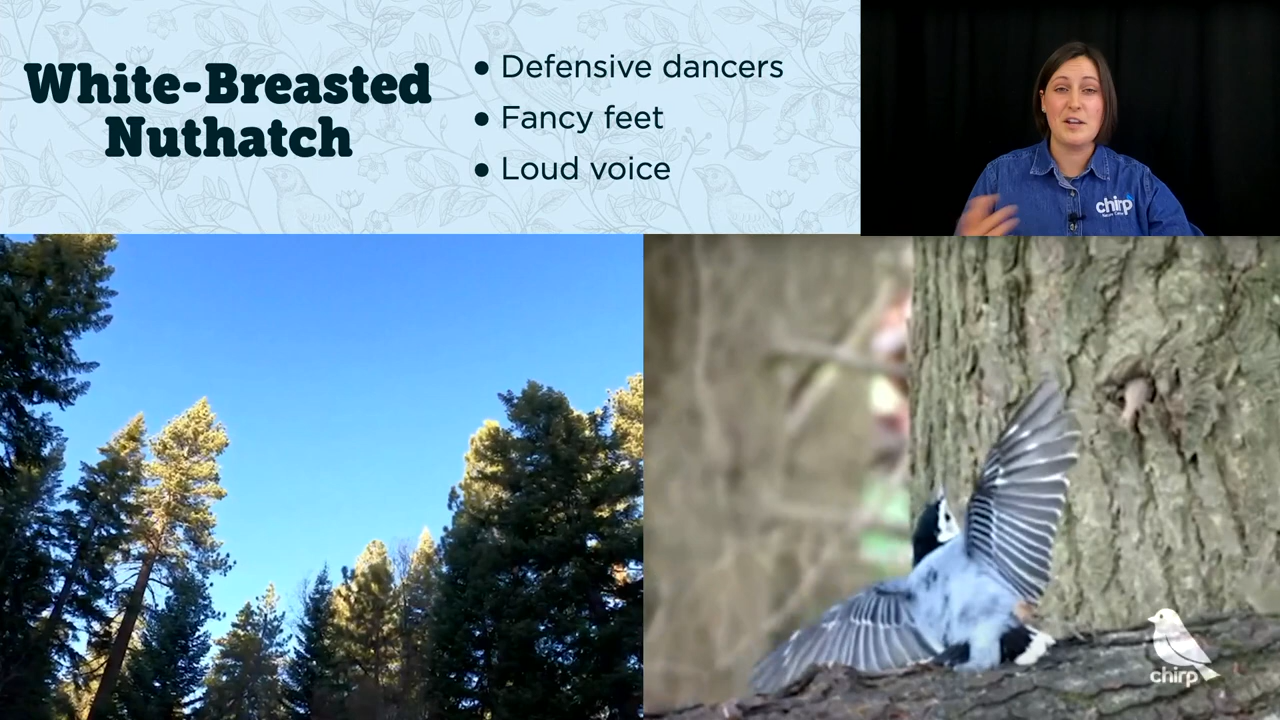 White-Breasted
Nuthatch
● Defensive dancers
● Fancy feet
● Loud voice
chirp
chirp